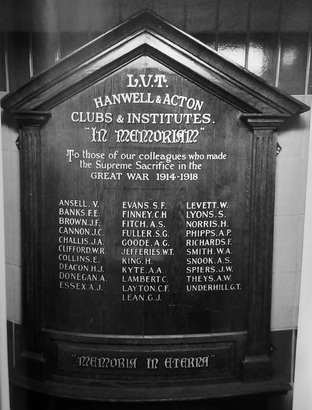 L.V.T.
HANWELL & ACTON
CLUBS & INSTITUTES.
"IN MEMORIAM"
To those of our colleagues who made
the Supreme Sacrifice in the
GREAT WAR 1914-1918
ANSELL. V.
BANKS. F.E.
BROWN. J.F.
CANNON. J.C.
CHALLIS. J.A.
CLIFFORD. W.R.
COLLINS. E.
DEACON. H.J.
DONEGAN. A.
ESSEX. A.J.
EVANS. S.F.
FINNEY. C.H.
FITCH. A.S.
FULLER. S.G.
GOODE. A.G.
JEFFERIES. W.T.
KING. H.
KYTE. A.A.
LAMBERT. C.
LAYTON. C.F.
LEAN. G.J.
LEVETT. W.
LYONS. S.
NORRIS. H.
PHIPPS. A.P.
RICHARDS. F.
SMITH. W.A.
SNOOK. A.S.
SPIERS. J.W.
THEYS. A.W.
UNDERHILL. G.T.
"MEMORIA IN ETERNA"